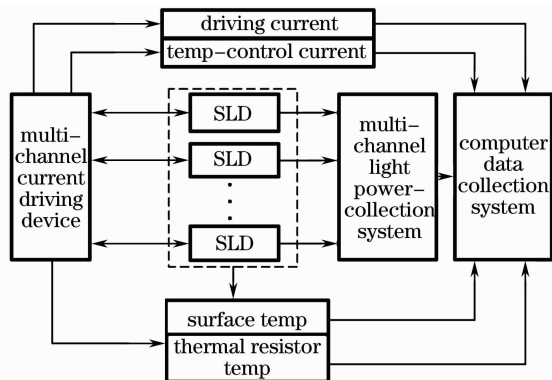 driving current
temp-control current
multi-
channel
current
driving
device
SLD
SLD
SLD
multi-
channel
light
power-
collection
system
computer
data
collection
system
surface temp
thermal resistor
temp